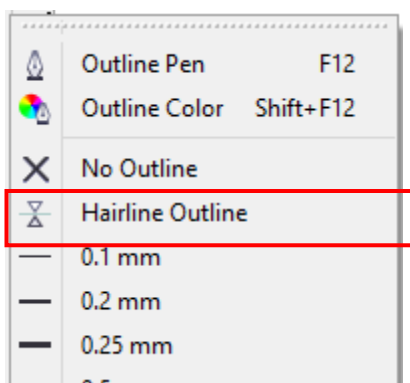 Outline Pen F12
Outline Color Shift+F12
No Outline
Hairline Outline
0.1 mm
0.2 mm
0.25 mm